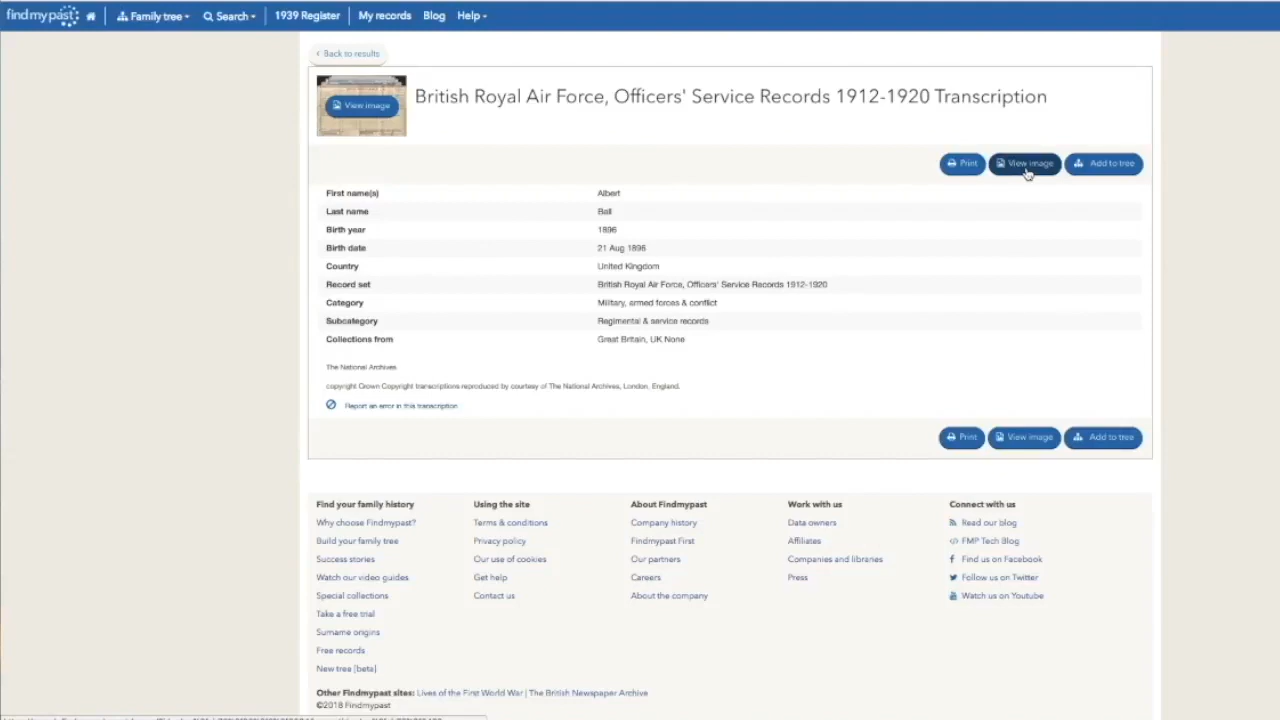 findmypast Family tree Search 1939 Register My records Blog Help
Back to results
View image
British Royal Air Force, Officers' Service Records 1912-1920 Transcription
Print View image Add to tree
First name(s) Albert
Last name Ball
Birth year 1896
Birth date 21 Aug 1896
Country United Kingdom
Record set British Royal Air Force, Officers' Service Records 1912-1920
Category Military, armed forces & conflict
Subcategory Regimental & service records
Collections from Great Britain, UK None
The National Archives
copyright Crown Copyright transcriptions reproduced by courtesy of The National Archives, London, England.
Report an error in this transcription
Print View image Add to tree
Find your family history Using the site About Findmypast Work with us Connect with us
Why choose Findmypast? Terms & conditions Company history Data owners Read our blog
Build your family tree Privacy policy Findmypast First Affiliates FMP Tech Blog
Success stories Our use of cookies Our partners Companies and libraries Find us on Facebook
Watch our video guides Get help Careers Press Follow us on Twitter
Special collections Contact us About the company Watch us on Youtube
Take a free trial
Surname origins
Free records
New tree [beta]
Other Findmypast sites: Lives of the First World War | The British Newspaper Archive
©2018 Findmypast